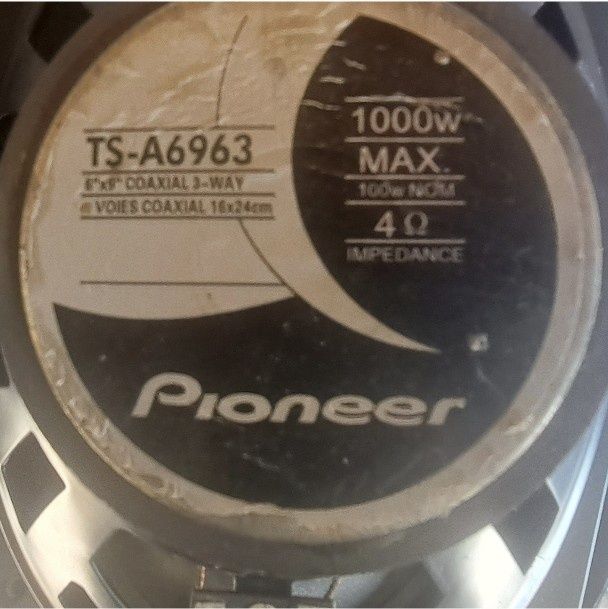 TS-A6963
6"x9" COAXIAL 3-WAY
VOIES COAXIAL 16x24cm
1000w
MAX.
100w NOM
4 Ω
IMPEDANCE
Pioneer